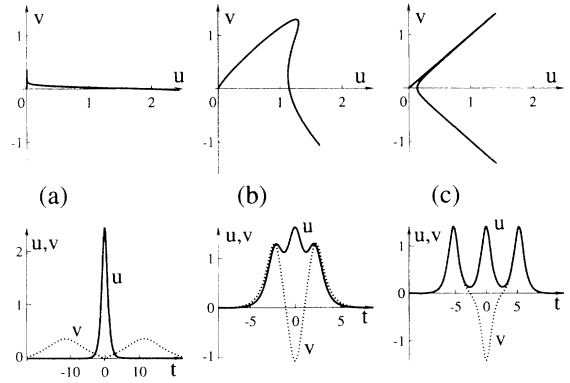 v v v
1 1 1
u u u
0 1 2 0 1 2 0 1 2
-1 -1 -1
(a) (b) (c)
u,v u,v u,v
2
u u u
1 1 1
v
0 0 0
-10 0 10 t -5 0 5 t -5 0 5 t
-1 v -1 v